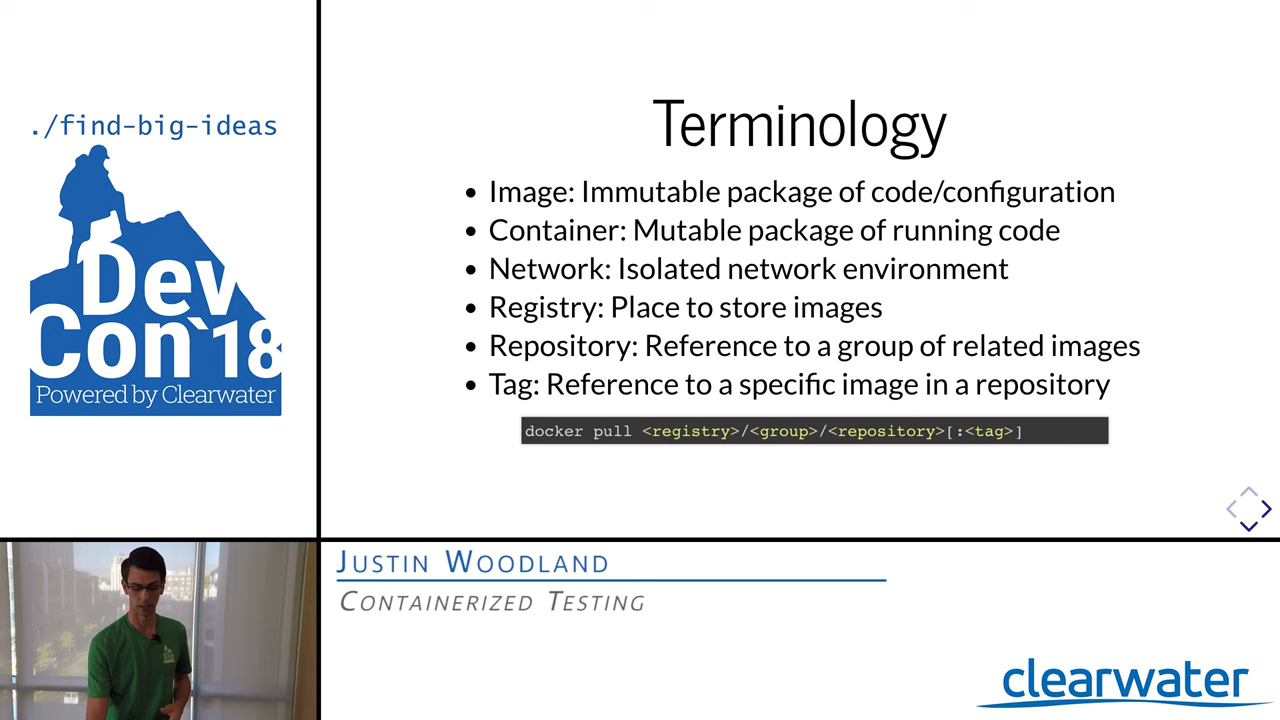 ./find-big-ideas
Dev
Con`18
Powered by Clearwater
Terminology
• Image: Immutable package of code/configuration
• Container: Mutable package of running code
• Network: Isolated network environment
• Registry: Place to store images
• Repository: Reference to a group of related images
• Tag: Reference to a specific image in a repository
docker pull <registry>/<group>/<repository>[:<tag>]
Justin Woodland
Containerized Testing
clearwater